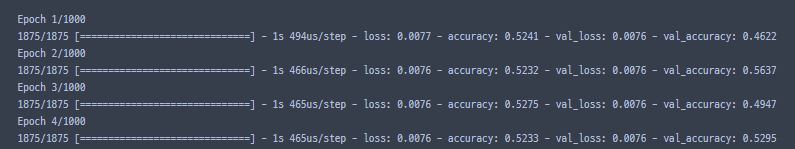 Epoch 1/1000
1875/1875 [==============================] - 1s 494us/step - loss: 0.0077 - accuracy: 0.5241 - val_loss: 0.0076 - val_accuracy: 0.4622
Epoch 2/1000
1875/1875 [==============================] - 1s 466us/step - loss: 0.0076 - accuracy: 0.5232 - val_loss: 0.0076 - val_accuracy: 0.5637
Epoch 3/1000
1875/1875 [==============================] - 1s 465us/step - loss: 0.0076 - accuracy: 0.5275 - val_loss: 0.0076 - val_accuracy: 0.4947
Epoch 4/1000
1875/1875 [==============================] - 1s 465us/step - loss: 0.0076 - accuracy: 0.5233 - val_loss: 0.0076 - val_accuracy: 0.5295